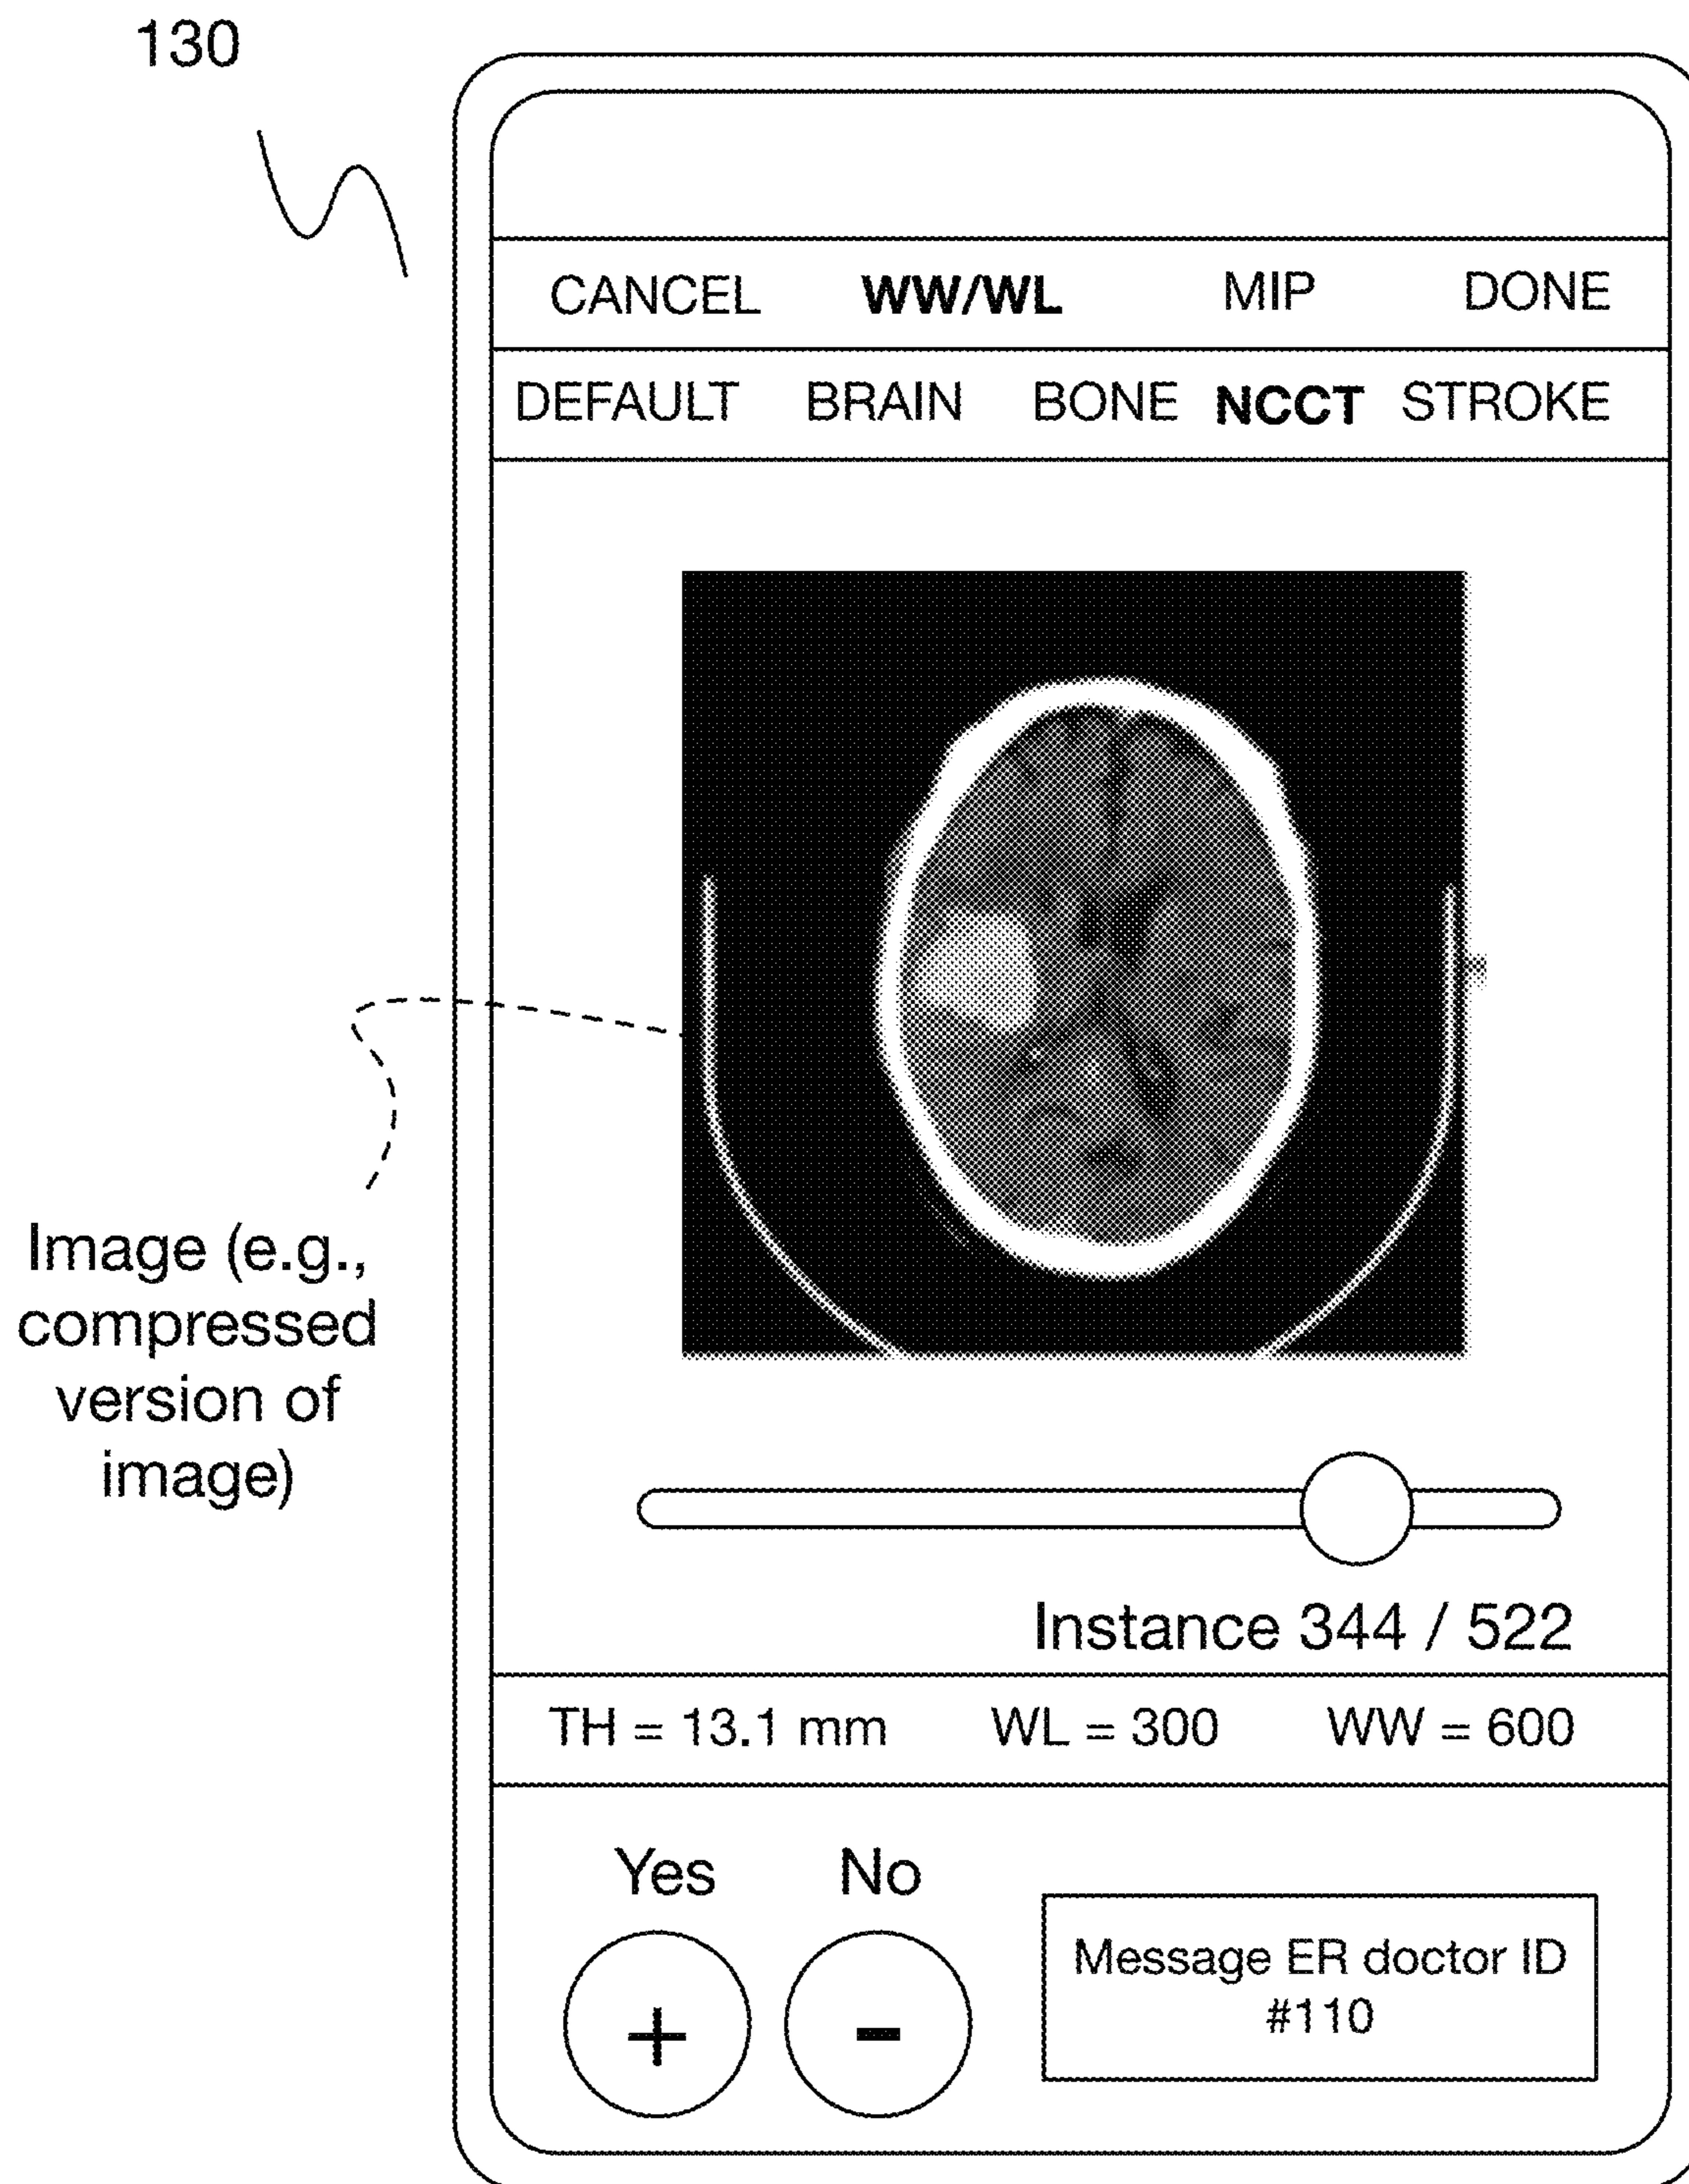 130
CANCEL WW/WL MIP DONE
DEFAULT BRAIN BONE NCCT STROKE
Image (e.g.,
compressed
version of
image)
Instance 344 / 522
TH = 13.1 mm WL = 300 WW = 600
Yes No
+ -
Message ER doctor ID
#110